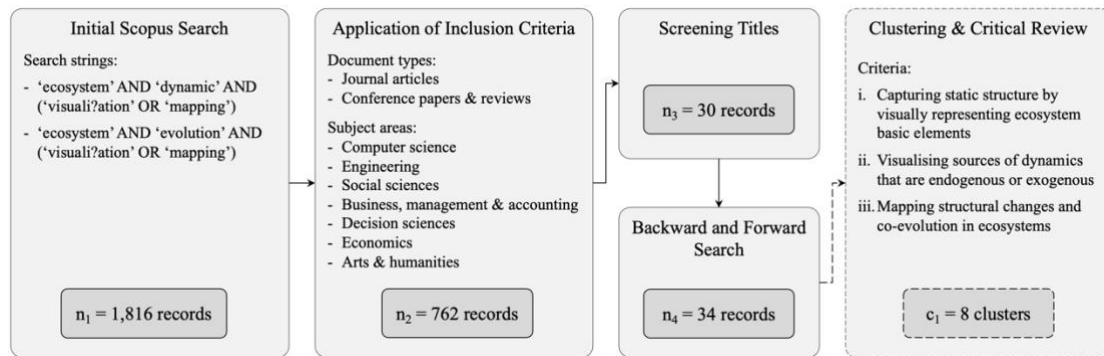 Initial Scopus Search
Search strings:
- ‘ecosystem’ AND ‘dynamic’ AND
(‘visuali?ation’ OR ‘mapping’)
- ‘ecosystem’ AND ‘evolution’ AND
(‘visuali?ation’ OR ‘mapping’)
n₁ = 1,816 records
Application of Inclusion Criteria
Document types:
- Journal articles
- Conference papers & reviews
Subject areas:
- Computer science
- Engineering
- Social sciences
- Business, management & accounting
- Decision sciences
- Economics
- Arts & humanities
n₂ = 762 records
Screening Titles
n₃ = 30 records
Backward and Forward
Search
n₄ = 34 records
Clustering & Critical Review
Criteria:
i. Capturing static structure by
visually representing ecosystem
basic elements
ii. Visualising sources of dynamics
that are endogenous or exogenous
iii. Mapping structural changes and
co-evolution in ecosystems
c₁ = 8 clusters